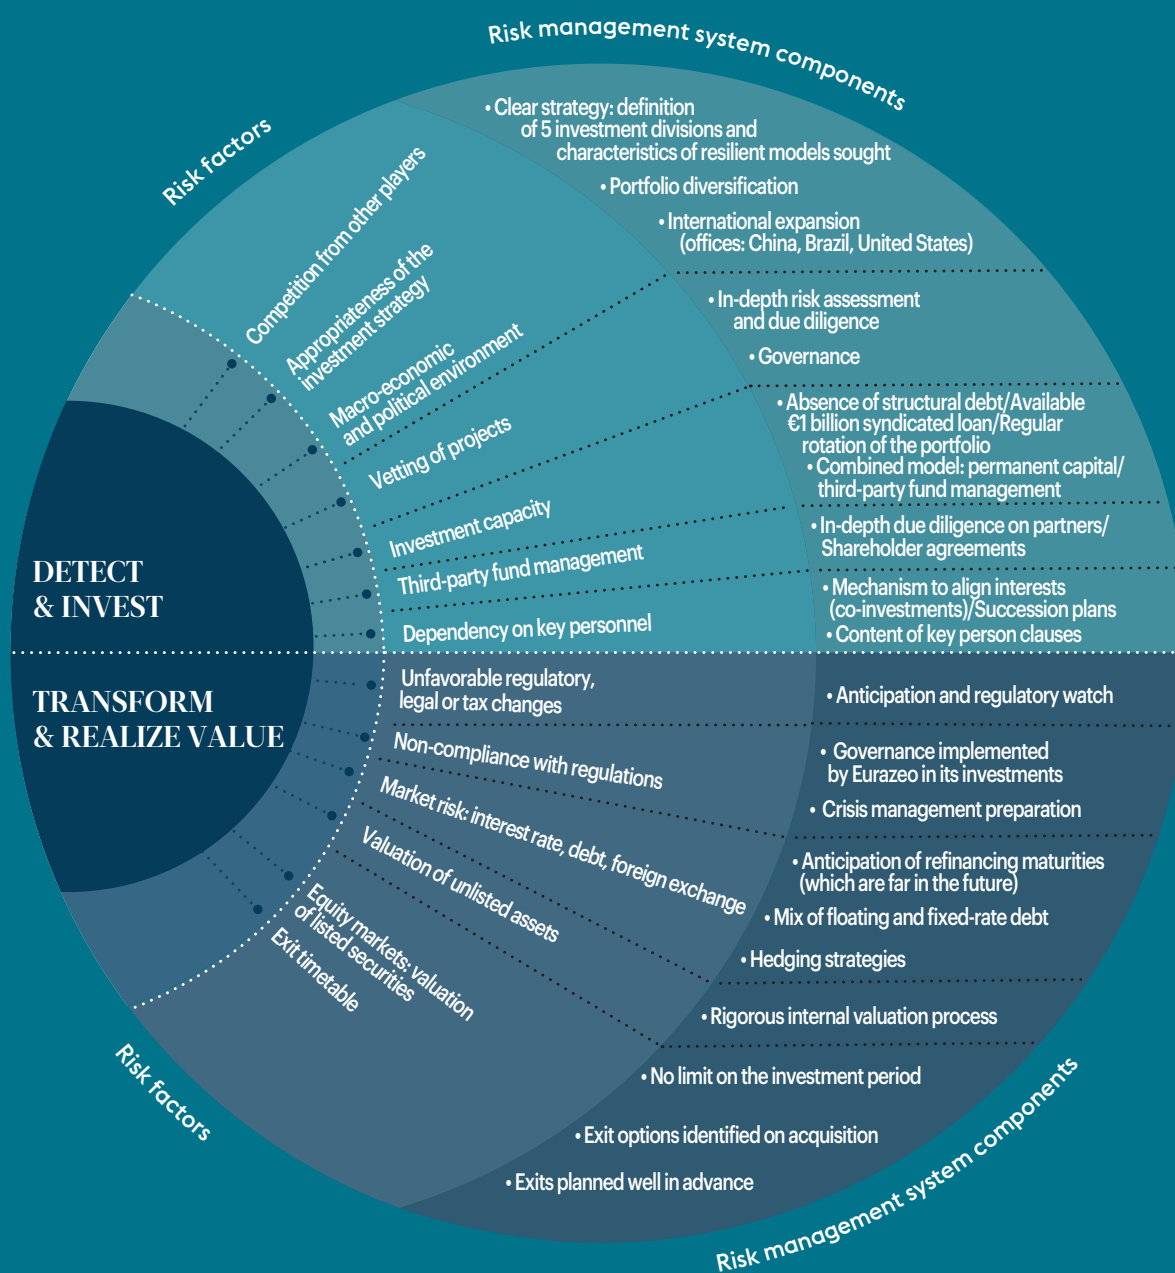 Risk management system components
Risk factors
• Clear strategy: definition
of 5 investment divisions and
characteristics of resilient models sought
• Portfolio diversification
• International expansion
(offices: China, Brazil, United States)
Competition from other players
Appropriateness of the
investment strategy
Macro-economic
and political environment
• In-depth risk assessment
and due diligence
• Governance
Vetting of projects
• Absence of structural debt/Available
€1 billion syndicated loan/Regular
rotation of the portfolio
• Combined model: permanent capital/
third-party fund management
Investment capacity
• In-depth due diligence on partners/
Shareholder agreements
Third-party fund management
• Mechanism to align interests
(co-investments)/Succession plans
• Content of key person clauses
Dependency on key personnel
DETECT
& INVEST
TRANSFORM
& REALIZE VALUE
Unfavorable regulatory,
legal or tax changes
• Anticipation and regulatory watch
Non-compliance with regulations
• Governance implemented
by Eurazeo in its investments
• Crisis management preparation
Market risk: interest rate, debt, foreign exchange
• Anticipation of refinancing maturities
(which are far in the future)
• Mix of floating and fixed-rate debt
• Hedging strategies
Valuation of unlisted assets
• Rigorous internal valuation process
Equity markets: valuation
of listed securities
Exit timetable
• No limit on the investment period
• Exit options identified on acquisition
• Exits planned well in advance
Risk factors
Risk management system components